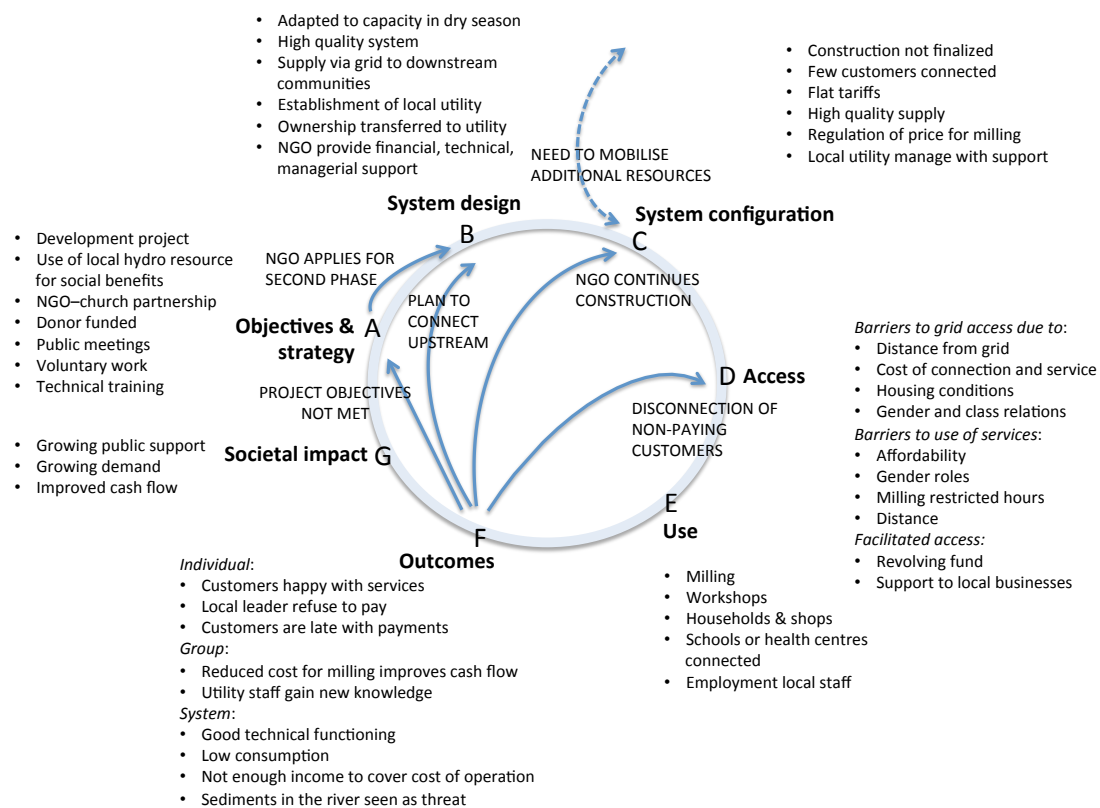 • Adapted to capacity in dry season
• High quality system
• Supply via grid to downstream
communities
• Establishment of local utility
• Ownership transferred to utility
• NGO provide financial, technical,
managerial support
• Construction not finalized
• Few customers connected
• Flat tariffs
• High quality supply
• Regulation of price for milling
• Local utility manage with support
NEED TO MOBILISE
ADDITIONAL RESOURCES
System design
B
System configuration
C
• Development project
• Use of local hydro resource
for social benefits
• NGO–church partnership
• Donor funded
• Public meetings
• Voluntary work
• Technical training
NGO APPLIES FOR
SECOND PHASE
PLAN TO
CONNECT
UPSTREAM
NGO CONTINUES
CONSTRUCTION
Objectives &
strategy
A
PROJECT OBJECTIVES
NOT MET
D Access
DISCONNECTION OF
NON-PAYING
CUSTOMERS
Barriers to grid access due to:
• Distance from grid
• Cost of connection and service
• Housing conditions
• Gender and class relations
Barriers to use of services:
• Affordability
• Gender roles
• Milling restricted hours
• Distance
Facilitated access:
• Revolving fund
• Support to local businesses
• Growing public support
• Growing demand
• Improved cash flow
Societal impact G
E
Use
F
Outcomes
• Milling
• Workshops
• Households & shops
• Schools or health centres
connected
• Employment local staff
Individual:
• Customers happy with services
• Local leader refuse to pay
• Customers are late with payments
Group:
• Reduced cost for milling improves cash flow
• Utility staff gain new knowledge
System:
• Good technical functioning
• Low consumption
• Not enough income to cover cost of operation
• Sediments in the river seen as threat